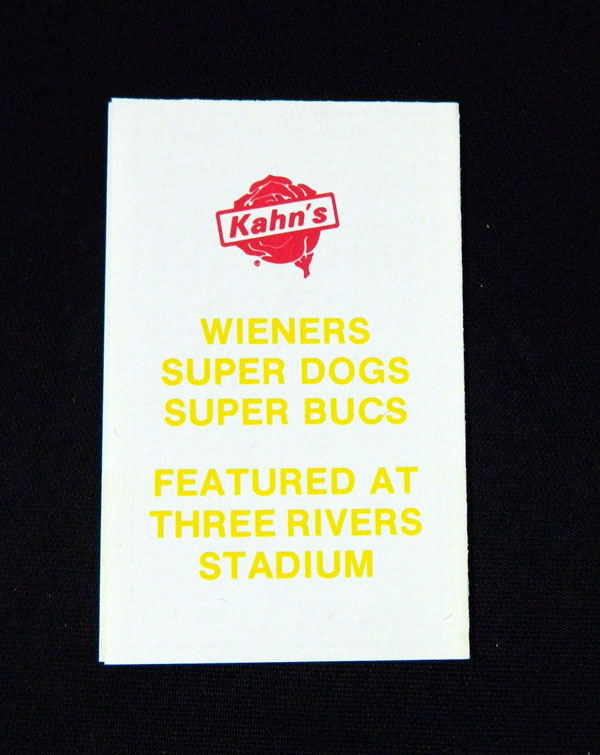 Kahn's
®
WIENERS
SUPER DOGS
SUPER BUCS
FEATURED AT
THREE RIVERS
STADIUM